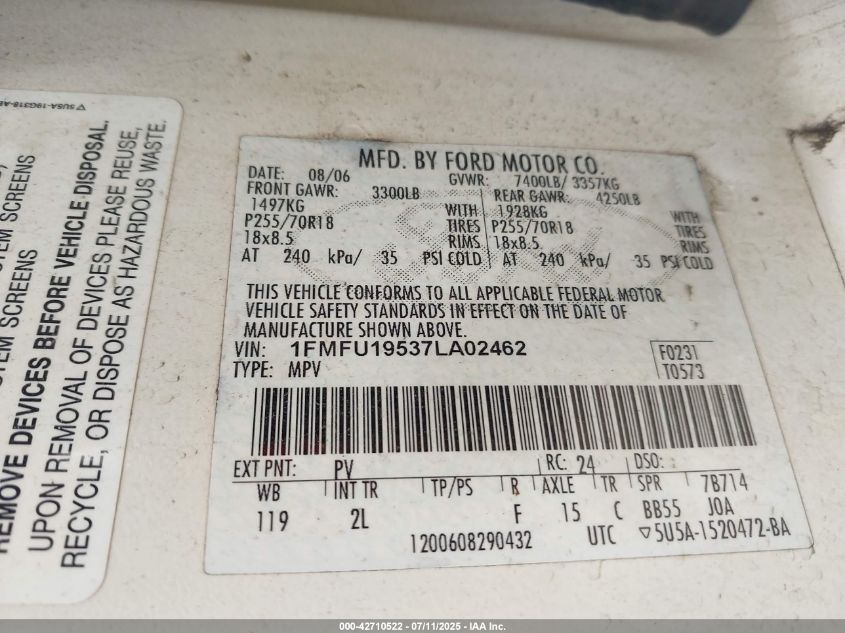 ▽5U5A-19G318-AB
SYSTEM SCREENS
REMOVE DEVICES BEFORE VEHICLE DISPOSAL.
UPON REMOVAL OF DEVICES PLEASE REUSE,
RECYCLE, OR DISPOSE AS HAZARDOUS WASTE.
MFD. BY FORD MOTOR CO.
DATE: 08/06 GVWR: 7400LB/ 3357KG
FRONT GAWR: 3300LB REAR GAWR: 4250LB
1497KG WITH 1928KG WITH
P255/70R18 TIRES P255/70R18 TIRES
18x8.5 RIMS 18x8.5 RIMS
AT 240 kPa/ 35 PSI COLD AT 240 kPa/ 35 PSI COLD
THIS VEHICLE CONFORMS TO ALL APPLICABLE FEDERAL MOTOR
VEHICLE SAFETY STANDARDS IN EFFECT ON THE DATE OF
MANUFACTURE SHOWN ABOVE.
VIN: 1FMFU19537LA02462 F0231
TYPE: MPV T0573
EXT PNT: PV RC: 24 DSO:
WB INT TR TP/PS R AXLE TR SPR 7B714
119 2L F 15 C BB55 J0A
1200608290432 UTC ▽5U5A-1520472-BA
000-42710522 - 07/11/2025 - IAA Inc.